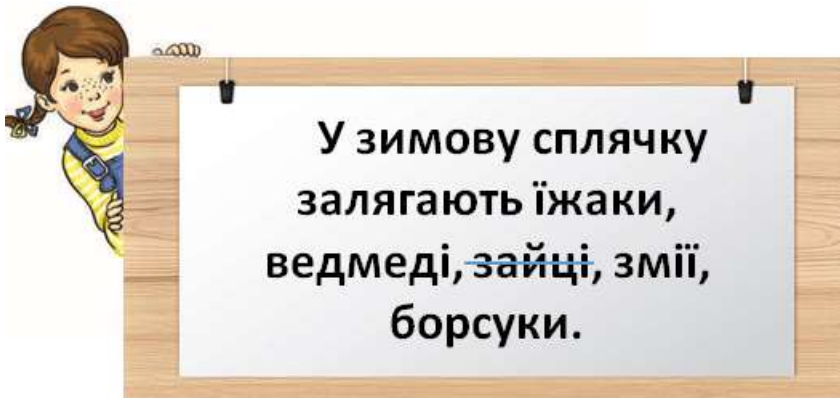 У зимову сплячку
залягають їжаки,
ведмеді, зайці, змії,
борсуки.